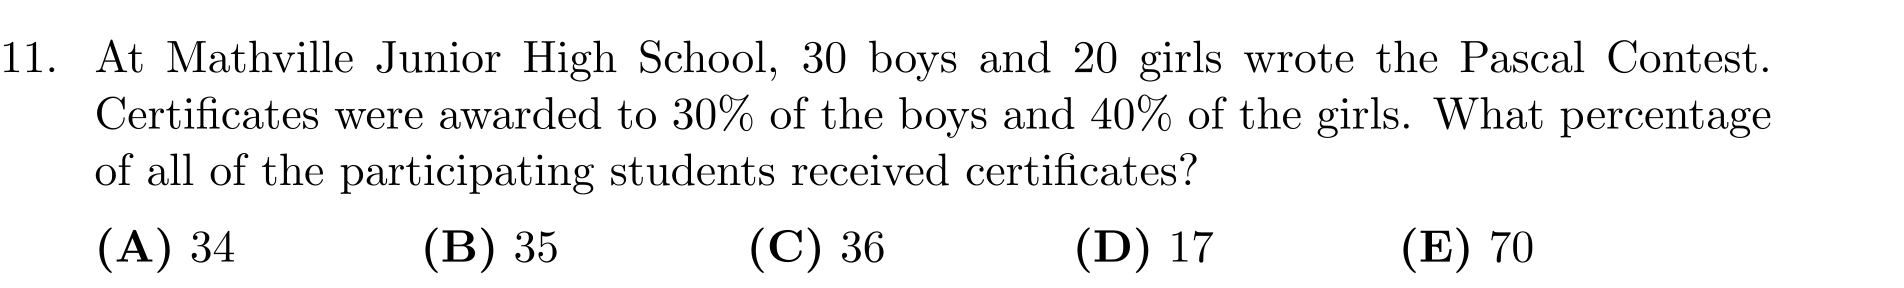 11. At Mathville Junior High School, 30 boys and 20 girls wrote the Pascal Contest.
Certificates were awarded to 30% of the boys and 40% of the girls. What percentage
of all of the participating students received certificates?
(A) 34 (B) 35 (C) 36 (D) 17 (E) 70